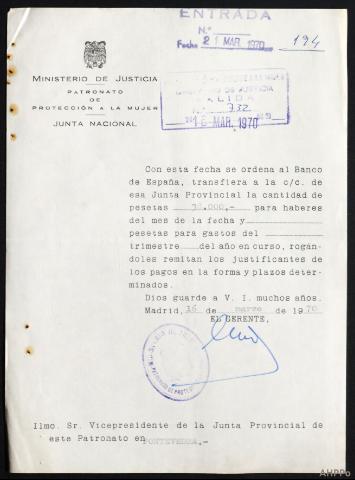 ENTRADA
N.º
Fecha 21 MAR. 1970 194
MINISTERIO DE JUSTICIA
PATRONATO
DE
PROTECCIÓN A LA MUJER
JUNTA NACIONAL
DE JUSTICIA
SALIDA
732
16 MAR. 1970
Con esta fecha se ordena al Banco
de España, transfiera a la c/c. de
esa Junta Provincial la cantidad de
pesetas .000,- para haberes
del mes de la fecha y
pesetas para gastos del
trimestre del año en curso, rogán-
doles remitan los justificantes de
los pagos en la forma y plazos deter-
minados.
Dios guarde a V. I. muchos años.
Madrid, 16 de marzo de 1970
EL GERENTE,
Ilmo. Sr. Vicepresidente de la Junta Provincial de
este Patronato en PONTEVEDRA.-
AHPPO